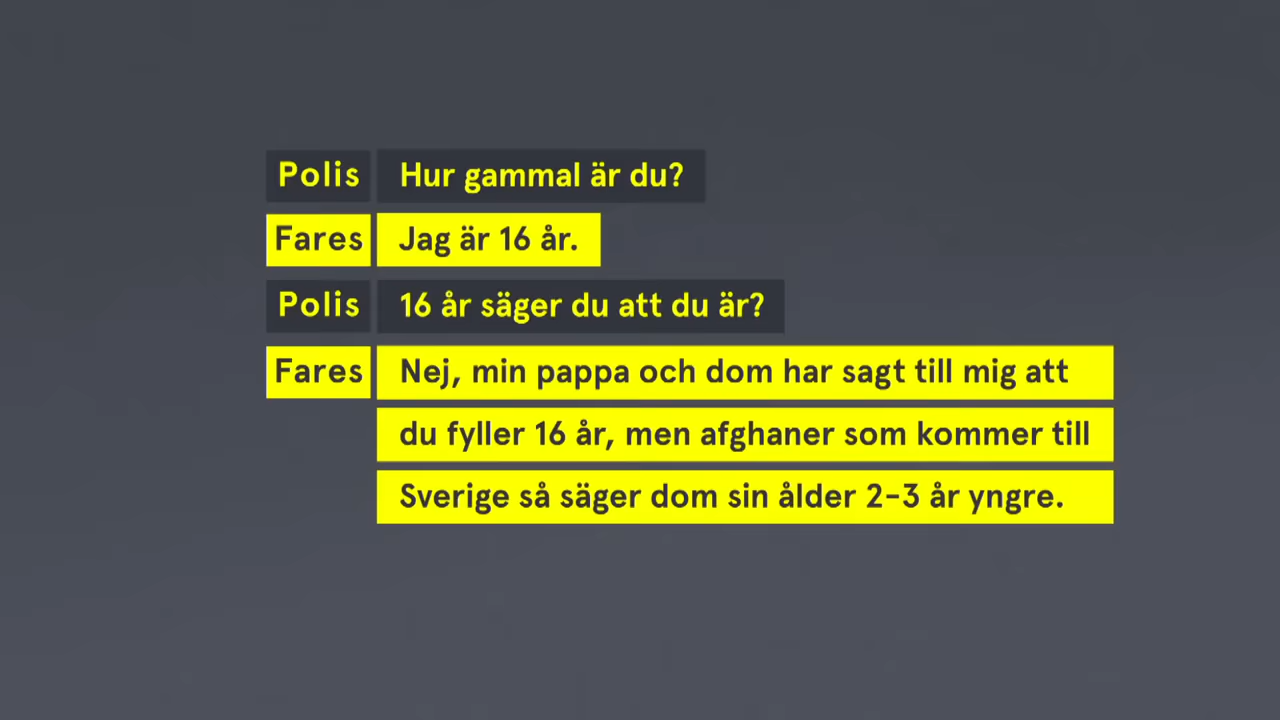 Polis Hur gammal är du?
Fares Jag är 16 år.
Polis 16 år säger du att du är?
Fares Nej, min pappa och dom har sagt till mig att
du fyller 16 år, men afghaner som kommer till
Sverige så säger dom sin ålder 2-3 år yngre.